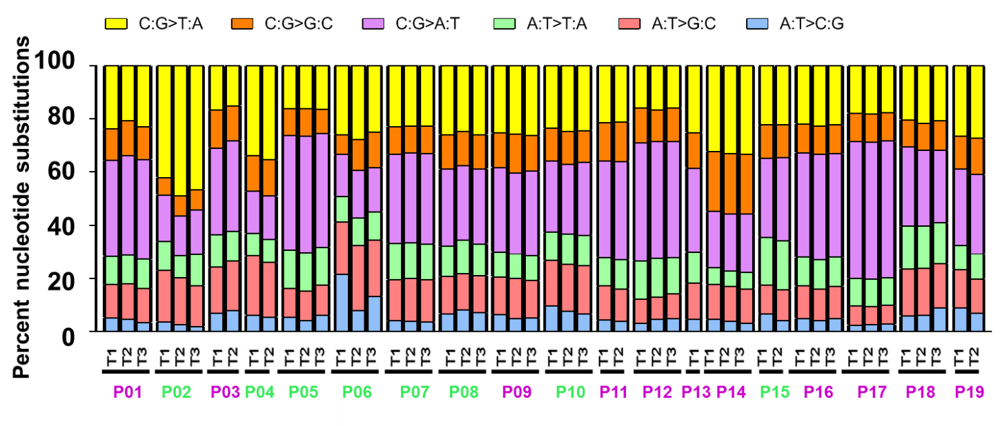 C:G>T:A C:G>G:C C:G>A:T A:T>T:A A:T>G:C A:T>C:G
Percent nucleotide substitutions
100
80
60
40
20
0
T1 T2 T3 T1 T2 T3 T1 T2 T1 T2 T1 T2 T3 T1 T2 T3 T1 T2 T3 T1 T2 T3 T1 T2 T3 T1 T2 T3 T1 T2 T1 T2 T3 T1 T1 T2 T3 T1 T2 T1 T2 T3 T1 T2 T3 T1 T2 T3 T1 T2
P01 P02 P03 P04 P05 P06 P07 P08 P09 P10 P11 P12 P13 P14 P15 P16 P17 P18 P19